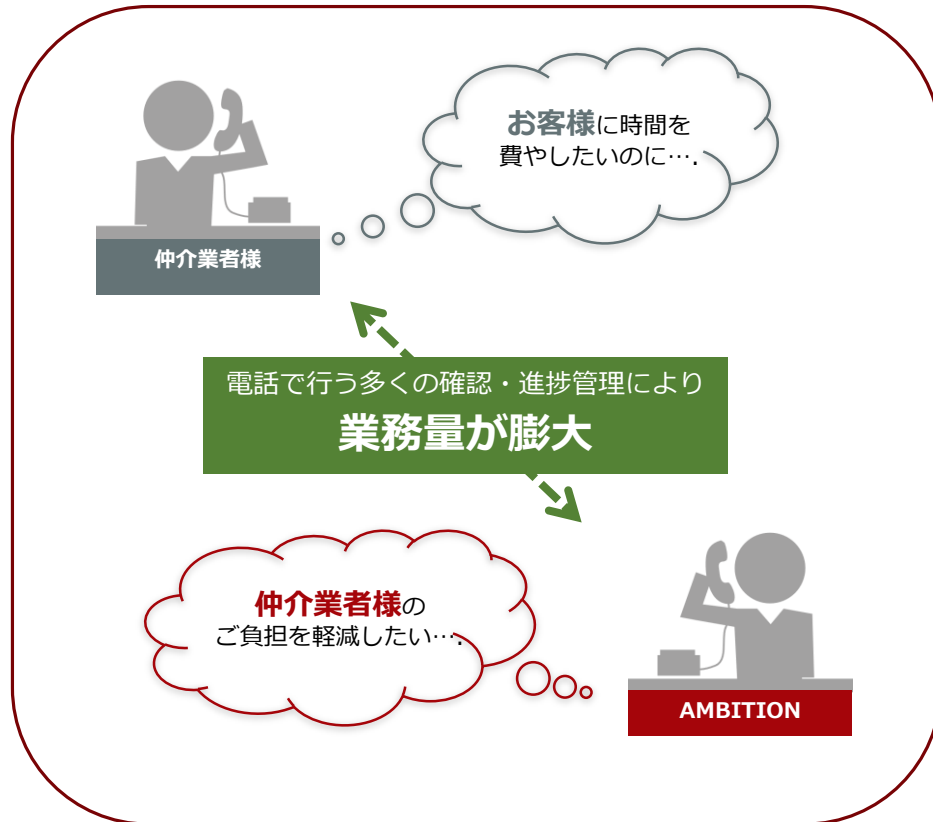 お客様に時間を
費やしたいのに….
仲介業者様
電話で行う多くの確認・進捗管理により
業務量が膨大
仲介業者様の
ご負担を軽減したい….
AMBITION